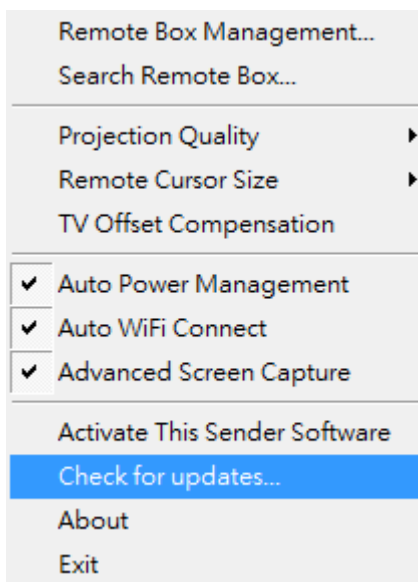 Remote Box Management...
Search Remote Box...
Projection Quality
Remote Cursor Size
TV Offset Compensation
Auto Power Management
Auto WiFi Connect
Advanced Screen Capture
Activate This Sender Software
Check for updates...
About
Exit